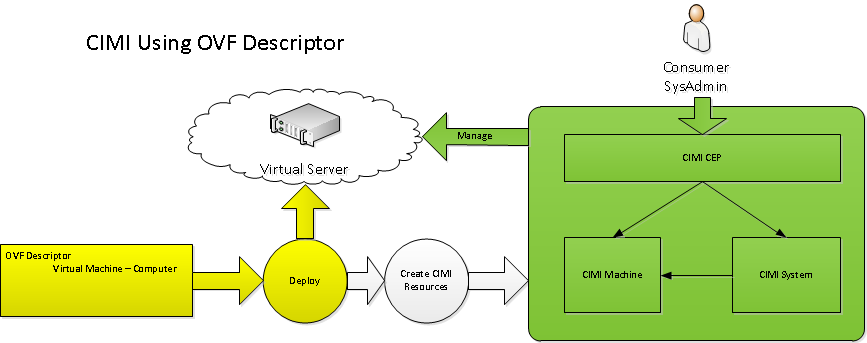 CIMI Using OVF Descriptor
Consumer
SysAdmin
Manage
CIMI CEP
Virtual Server
OVF Descriptor
Virtual Machine – Computer
Deploy
Create CIMI
Resources
CIMI Machine
CIMI System